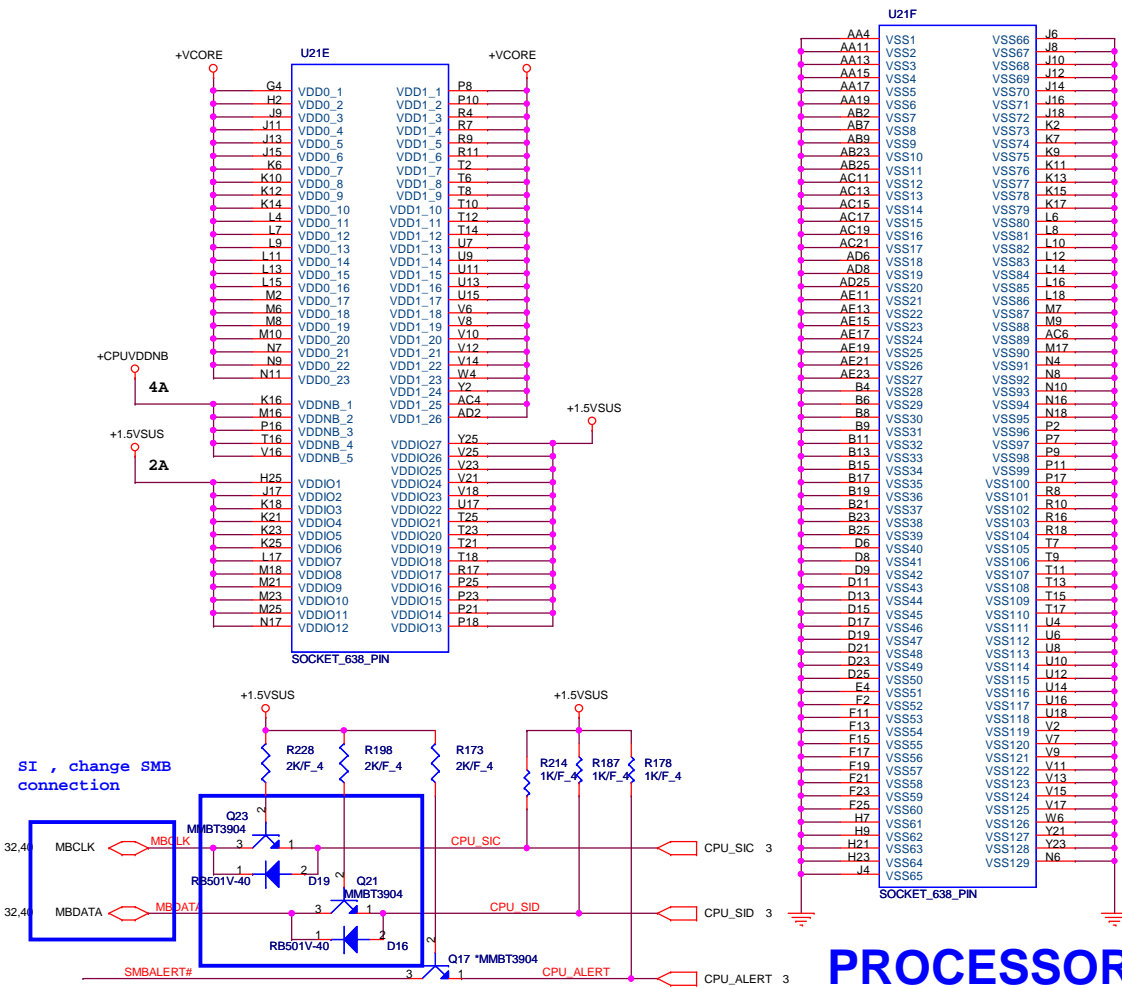 U21E
+VCORE
+VCORE
G4 VDD0_1 VDD1_1 P8
H2 VDD0_2 VDD1_2 P10
J9 VDD0_3 VDD1_3 R4
J11 VDD0_4 VDD1_4 R7
J13 VDD0_5 VDD1_5 R9
J15 VDD0_6 VDD1_6 R11
K6 VDD0_7 VDD1_7 T2
K10 VDD0_8 VDD1_8 T6
K12 VDD0_9 VDD1_9 T8
K14 VDD0_10 VDD1_10 T10
L4 VDD0_11 VDD1_11 T12
L7 VDD0_12 VDD1_12 T14
L9 VDD0_13 VDD1_13 U7
L11 VDD0_14 VDD1_14 U9
L13 VDD0_15 VDD1_15 U11
L15 VDD0_16 VDD1_16 U13
M2 VDD0_17 VDD1_17 U15
M6 VDD0_18 VDD1_18 V6
M8 VDD0_19 VDD1_19 V8
M10 VDD0_20 VDD1_20 V10
N7 VDD0_21 VDD1_21 V12
N9 VDD0_22 VDD1_22 V14
N11 VDD0_23 VDD1_23 W4
VDD1_24 Y2
VDD1_25 AC4
VDD1_26 AD2
+CPUVDDNB
4A
K16 VDDNB_1
M16 VDDNB_2
P16 VDDNB_3
T16 VDDNB_4
V16 VDDNB_5
+1.5VSUS
2A
+1.5VSUS
H25 VDDIO1
J17 VDDIO2
K18 VDDIO3
K21 VDDIO4
K23 VDDIO5
K25 VDDIO6
L17 VDDIO7
M18 VDDIO8
M21 VDDIO9
M23 VDDIO10
M25 VDDIO11
N17 VDDIO12
VDDIO27 Y25
VDDIO26 V25
VDDIO25 V23
VDDIO24 V21
VDDIO23 V18
VDDIO22 U17
VDDIO21 T25
VDDIO20 T23
VDDIO19 T21
VDDIO18 T18
VDDIO17 R17
VDDIO16 P25
VDDIO15 P23
VDDIO14 P21
VDDIO13 P18
SOCKET_638_PIN
U21F
AA4 VSS1 VSS66 J6
AA11 VSS2 VSS67 J8
AA13 VSS3 VSS68 J10
AA15 VSS4 VSS69 J12
AA17 VSS5 VSS70 J14
AA19 VSS6 VSS71 J16
AB2 VSS7 VSS72 J18
AB7 VSS8 VSS73 K2
AB9 VSS9 VSS74 K7
AB23 VSS10 VSS75 K9
AB25 VSS11 VSS76 K11
AC11 VSS12 VSS77 K13
AC13 VSS13 VSS78 K15
AC15 VSS14 VSS79 K17
AC17 VSS15 VSS80 L6
AC19 VSS16 VSS81 L8
AC21 VSS17 VSS82 L10
AD6 VSS18 VSS83 L12
AD8 VSS19 VSS84 L14
AD25 VSS20 VSS85 L16
AE11 VSS21 VSS86 L18
AE13 VSS22 VSS87 M7
AE15 VSS23 VSS88 M9
AE17 VSS24 VSS89 AC6
AE19 VSS25 VSS90 M17
AE21 VSS26 VSS91 N4
AE23 VSS27 VSS92 N8
B4 VSS28 VSS93 N10
B6 VSS29 VSS94 N16
B8 VSS30 VSS95 N18
B9 VSS31 VSS96 P2
B11 VSS32 VSS97 P7
B13 VSS33 VSS98 P9
B15 VSS34 VSS99 P11
B17 VSS35 VSS100 P17
B19 VSS36 VSS101 R8
B21 VSS37 VSS102 R10
B23 VSS38 VSS103 R16
B25 VSS39 VSS104 R18
D6 VSS40 VSS105 T7
D8 VSS41 VSS106 T9
D9 VSS42 VSS107 T11
D11 VSS43 VSS108 T13
D13 VSS44 VSS109 T15
D15 VSS45 VSS110 T17
D17 VSS46 VSS111 U4
D19 VSS47 VSS112 U6
D21 VSS48 VSS113 U8
D23 VSS49 VSS114 U10
D25 VSS50 VSS115 U12
E4 VSS51 VSS116 U14
F2 VSS52 VSS117 U16
F11 VSS53 VSS118 U18
F13 VSS54 VSS119 V2
F15 VSS55 VSS120 V7
F17 VSS56 VSS121 V9
F19 VSS57 VSS122 V11
F21 VSS58 VSS123 V13
F23 VSS59 VSS124 V15
F25 VSS60 VSS125 V17
H7 VSS61 VSS126 W6
H9 VSS62 VSS127 Y21
H21 VSS63 VSS128 Y23
H23 VSS64 VSS129 N6
J4 VSS65
SOCKET_638_PIN
+1.5VSUS
+1.5VSUS
R228 2K/F_4
R198 2K/F_4
R173 2K/F_4
R214 1K/F_4
R187 1K/F_4
R178 1K/F_4
SI , change SMB
connection
Q23
MMBT3904
2
3
1
32,40 MBCLK MBCLK CPU_SIC CPU_SIC 3
1
2
RB501V-40 D19
Q21
MMBT3904
2
3
1
32,40 MBDATA MBDATA CPU_SID CPU_SID 3
1
2
RB501V-40 D16
2
Q17 *MMBT3904
SMBALERT# 3 1 CPU_ALERT CPU_ALERT 3
PROCESSOR